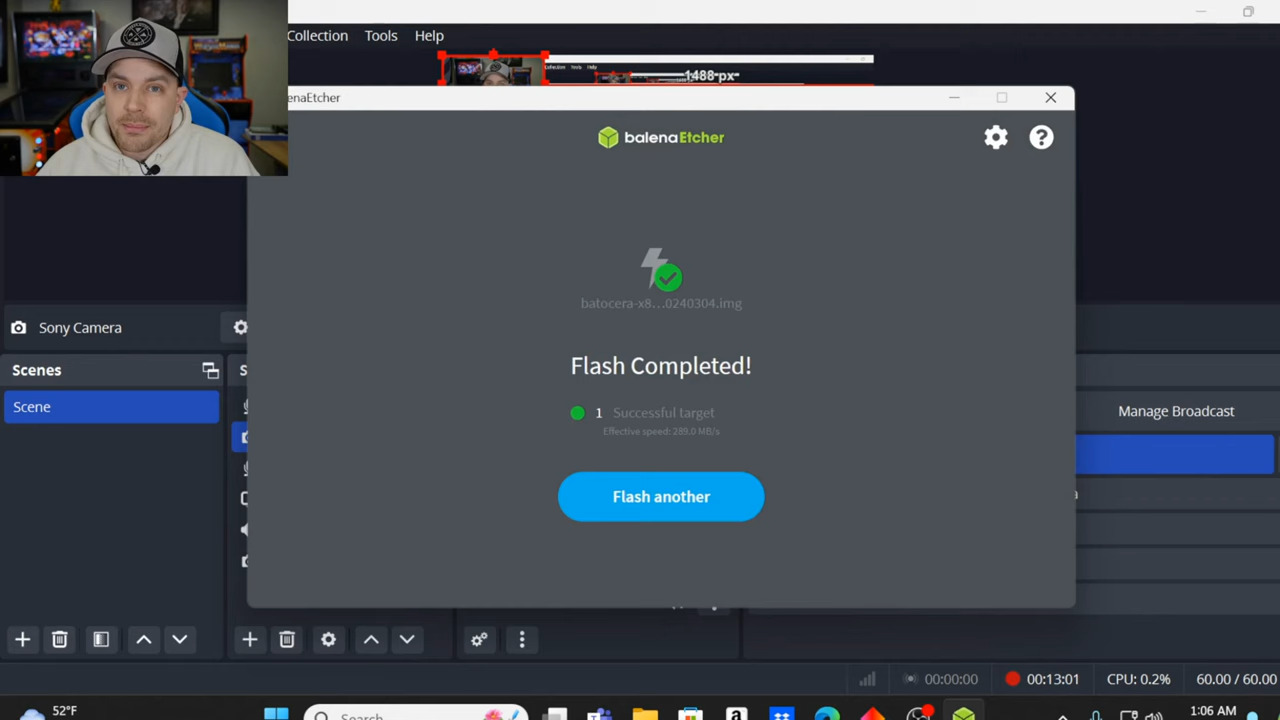 Collection Tools Help
1488 px
enaEtcher
balenaEtcher
batocera-x8...0240304.img
Sony Camera
Flash Completed!
Scenes
S
Scene
1 Successful target
Manage Broadcast
Effective speed: 289.0 MB/s
Flash another
00:00:00
00:13:01
CPU: 0.2%
60.00 / 60.00
52°F
Search
1:06 AM